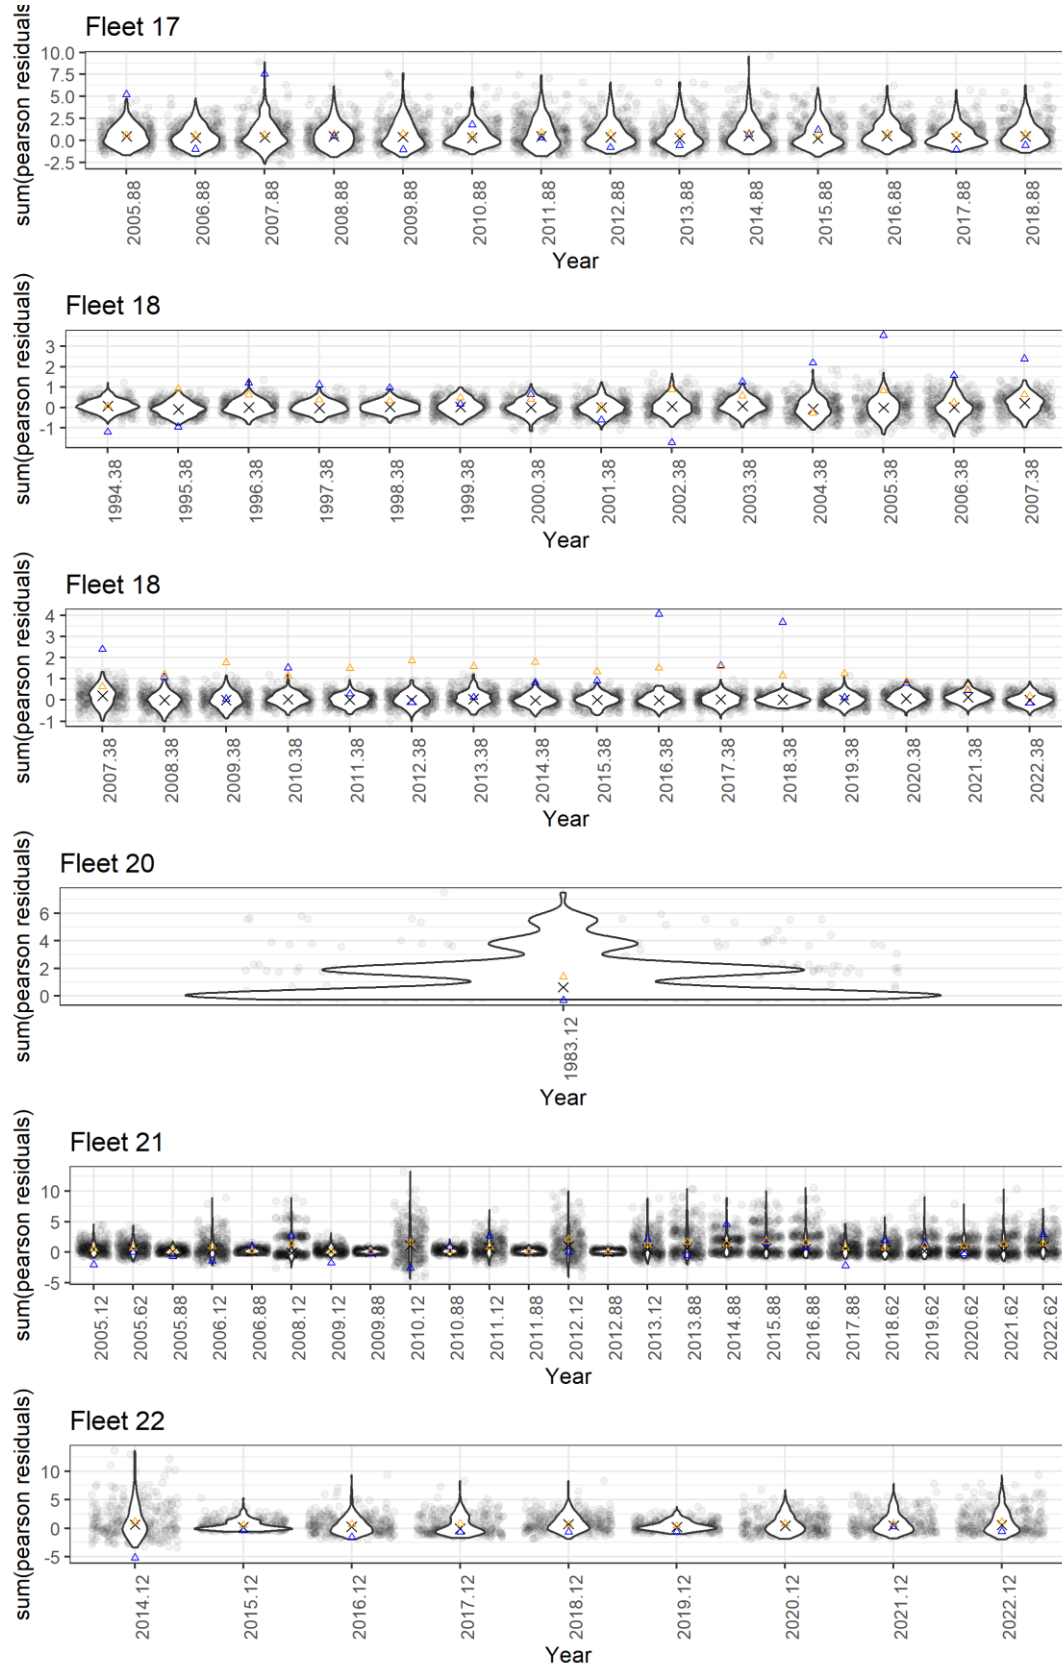 Fleet 17
sum(pearson residuals)
10.0
7.5
5.0
2.5
0.0
-2.5
2005.88 2006.88 2007.88 2008.88 2009.88 2010.88 2011.88 2012.88 2013.88 2014.88 2015.88 2016.88 2017.88 2018.88
Year
Fleet 18
sum(pearson residuals)
3
2
1
0
-1
1994.38 1995.38 1996.38 1997.38 1998.38 1999.38 2000.38 2001.38 2002.38 2003.38 2004.38 2005.38 2006.38 2007.38
Year
Fleet 18
sum(pearson residuals)
4
3
2
1
0
-1
2007.38 2008.38 2009.38 2010.38 2011.38 2012.38 2013.38 2014.38 2015.38 2016.38 2017.38 2018.38 2019.38 2020.38 2021.38 2022.38
Year
Fleet 20
sum(pearson residuals)
6
4
2
0
1983.12
Year
Fleet 21
sum(pearson residuals)
10
5
0
-5
2005.12 2005.62 2005.88 2006.12 2006.88 2008.12 2009.12 2009.88 2010.12 2010.88 2011.12 2011.88 2012.12 2012.88 2013.12 2013.88 2014.88 2015.88 2016.88 2017.88 2018.62 2019.62 2020.62 2021.62 2022.62
Year
Fleet 22
sum(pearson residuals)
10
5
0
-5
2014.12 2015.12 2016.12 2017.12 2018.12 2019.12 2020.12 2021.12 2022.12
Year